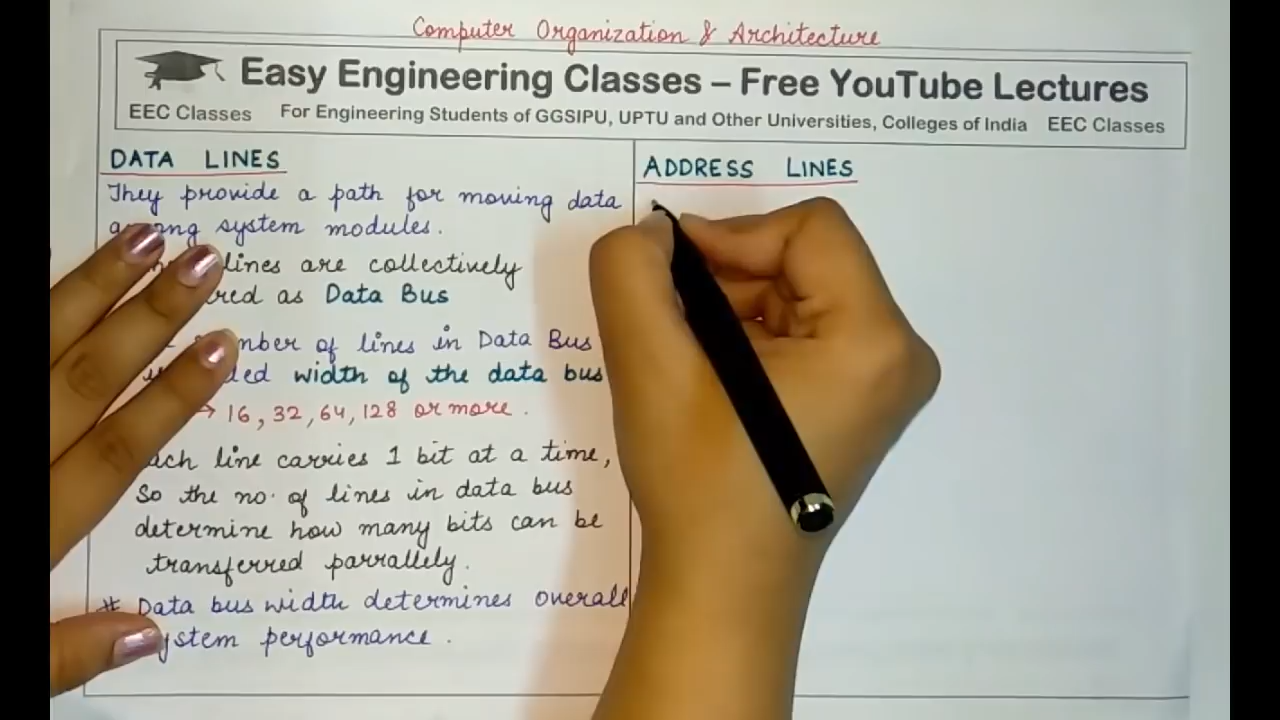 Computer Organization & Architecture
Easy Engineering Classes – Free YouTube Lectures
EEC Classes For Engineering Students of GGSIPU, UPTU and Other Universities, Colleges of India EEC Classes
DATA LINES
They provide a path for moving data
among system modules.
lines are collectively
as Data Bus
of lines in Data Bus
width of the data bus
→ 16, 32, 64, 128 or more.
line carries 1 bit at a time,
So the no. of lines in data bus
determine how many bits can be
transferred parrallely.
* Data bus width determines overall
system performance.
ADDRESS LINES